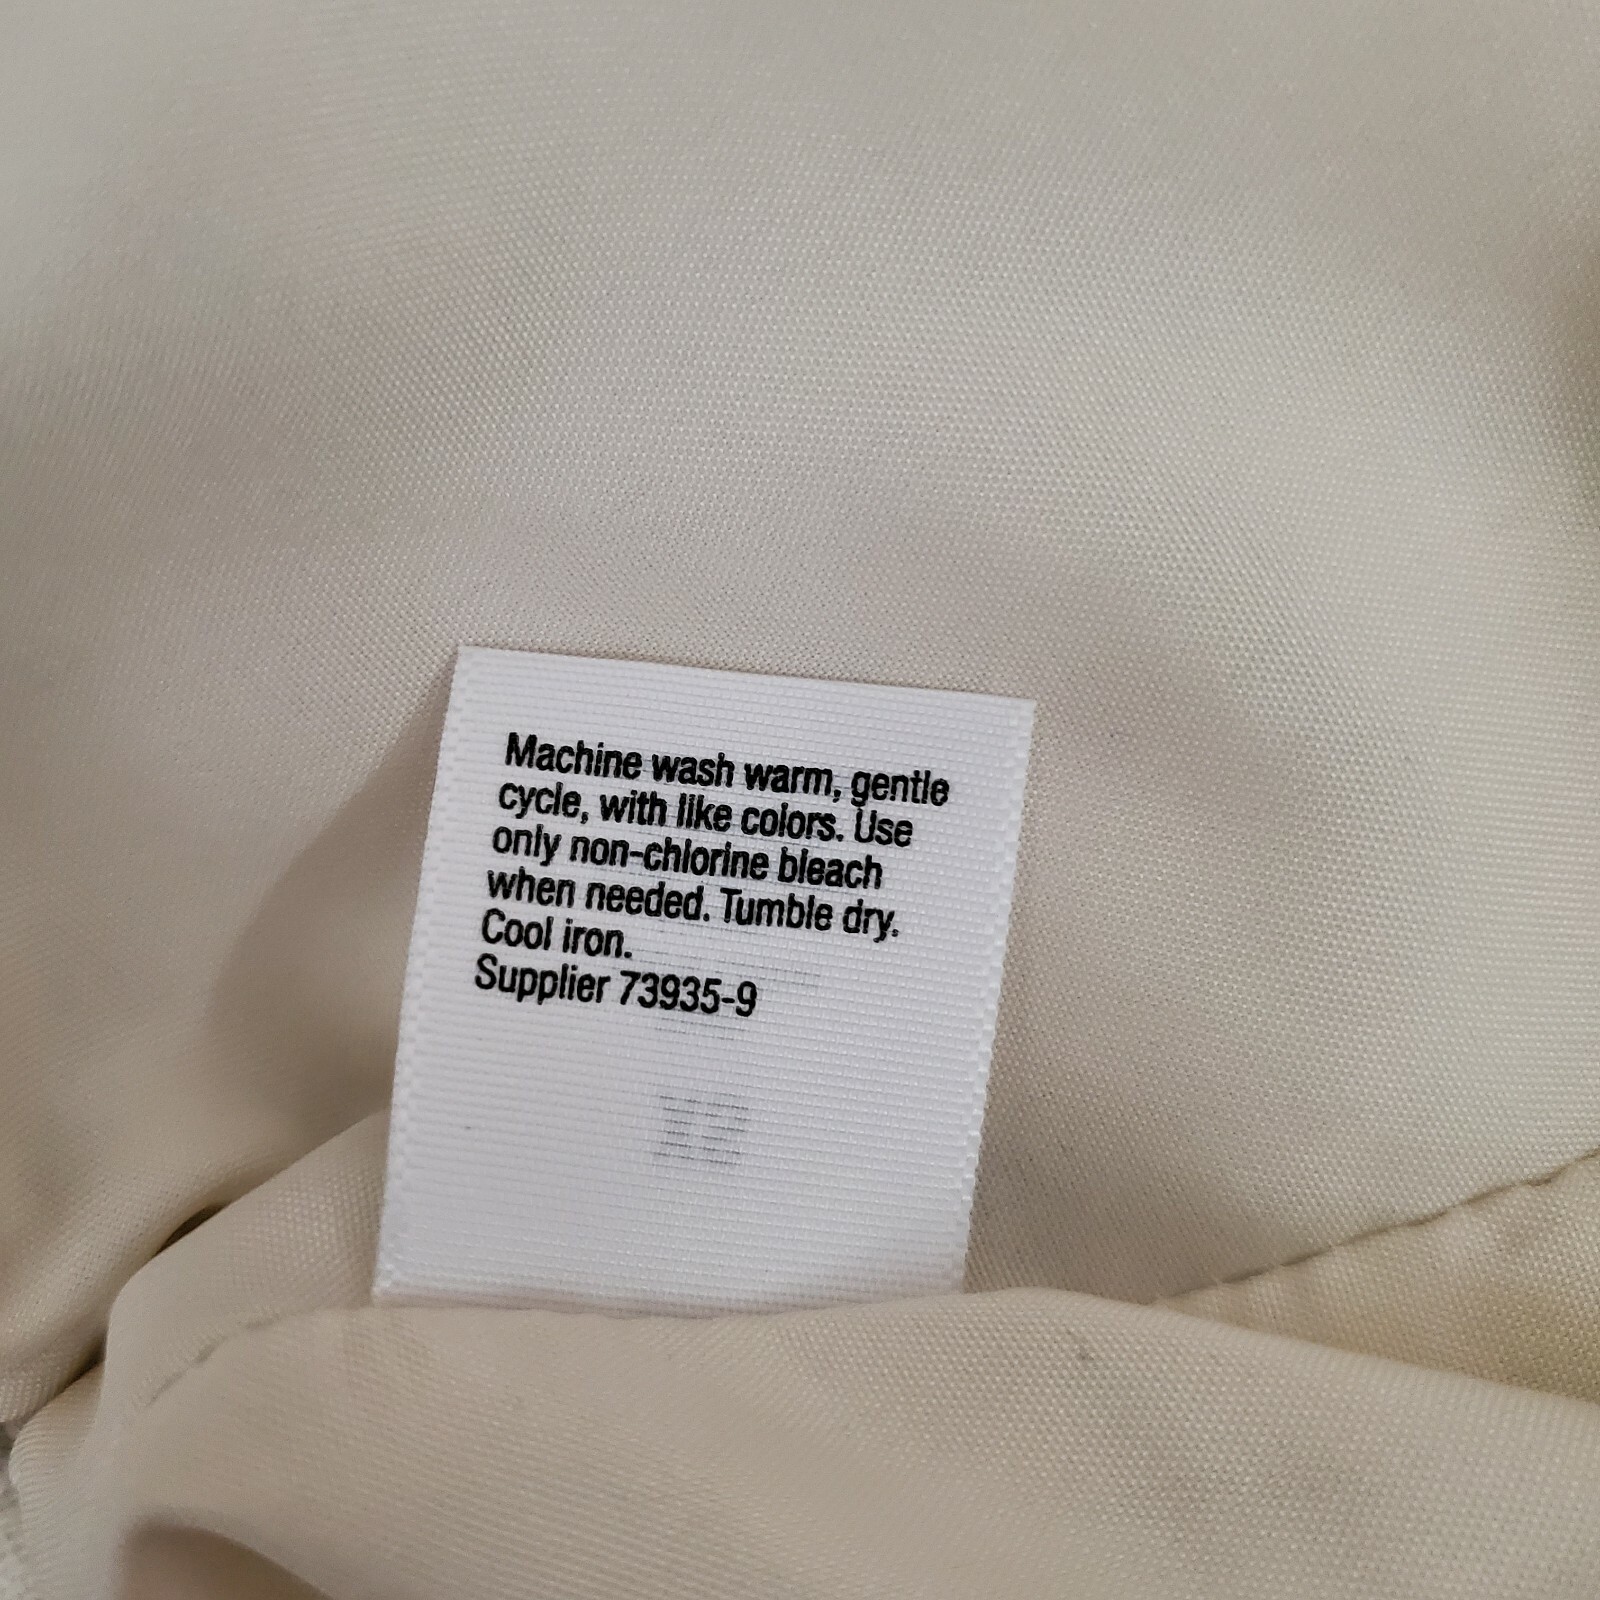 Machine wash warm, gentle
cycle, with like colors. Use
only non-chlorine bleach
when needed. Tumble dry.
Cool iron.
Supplier 73935-9